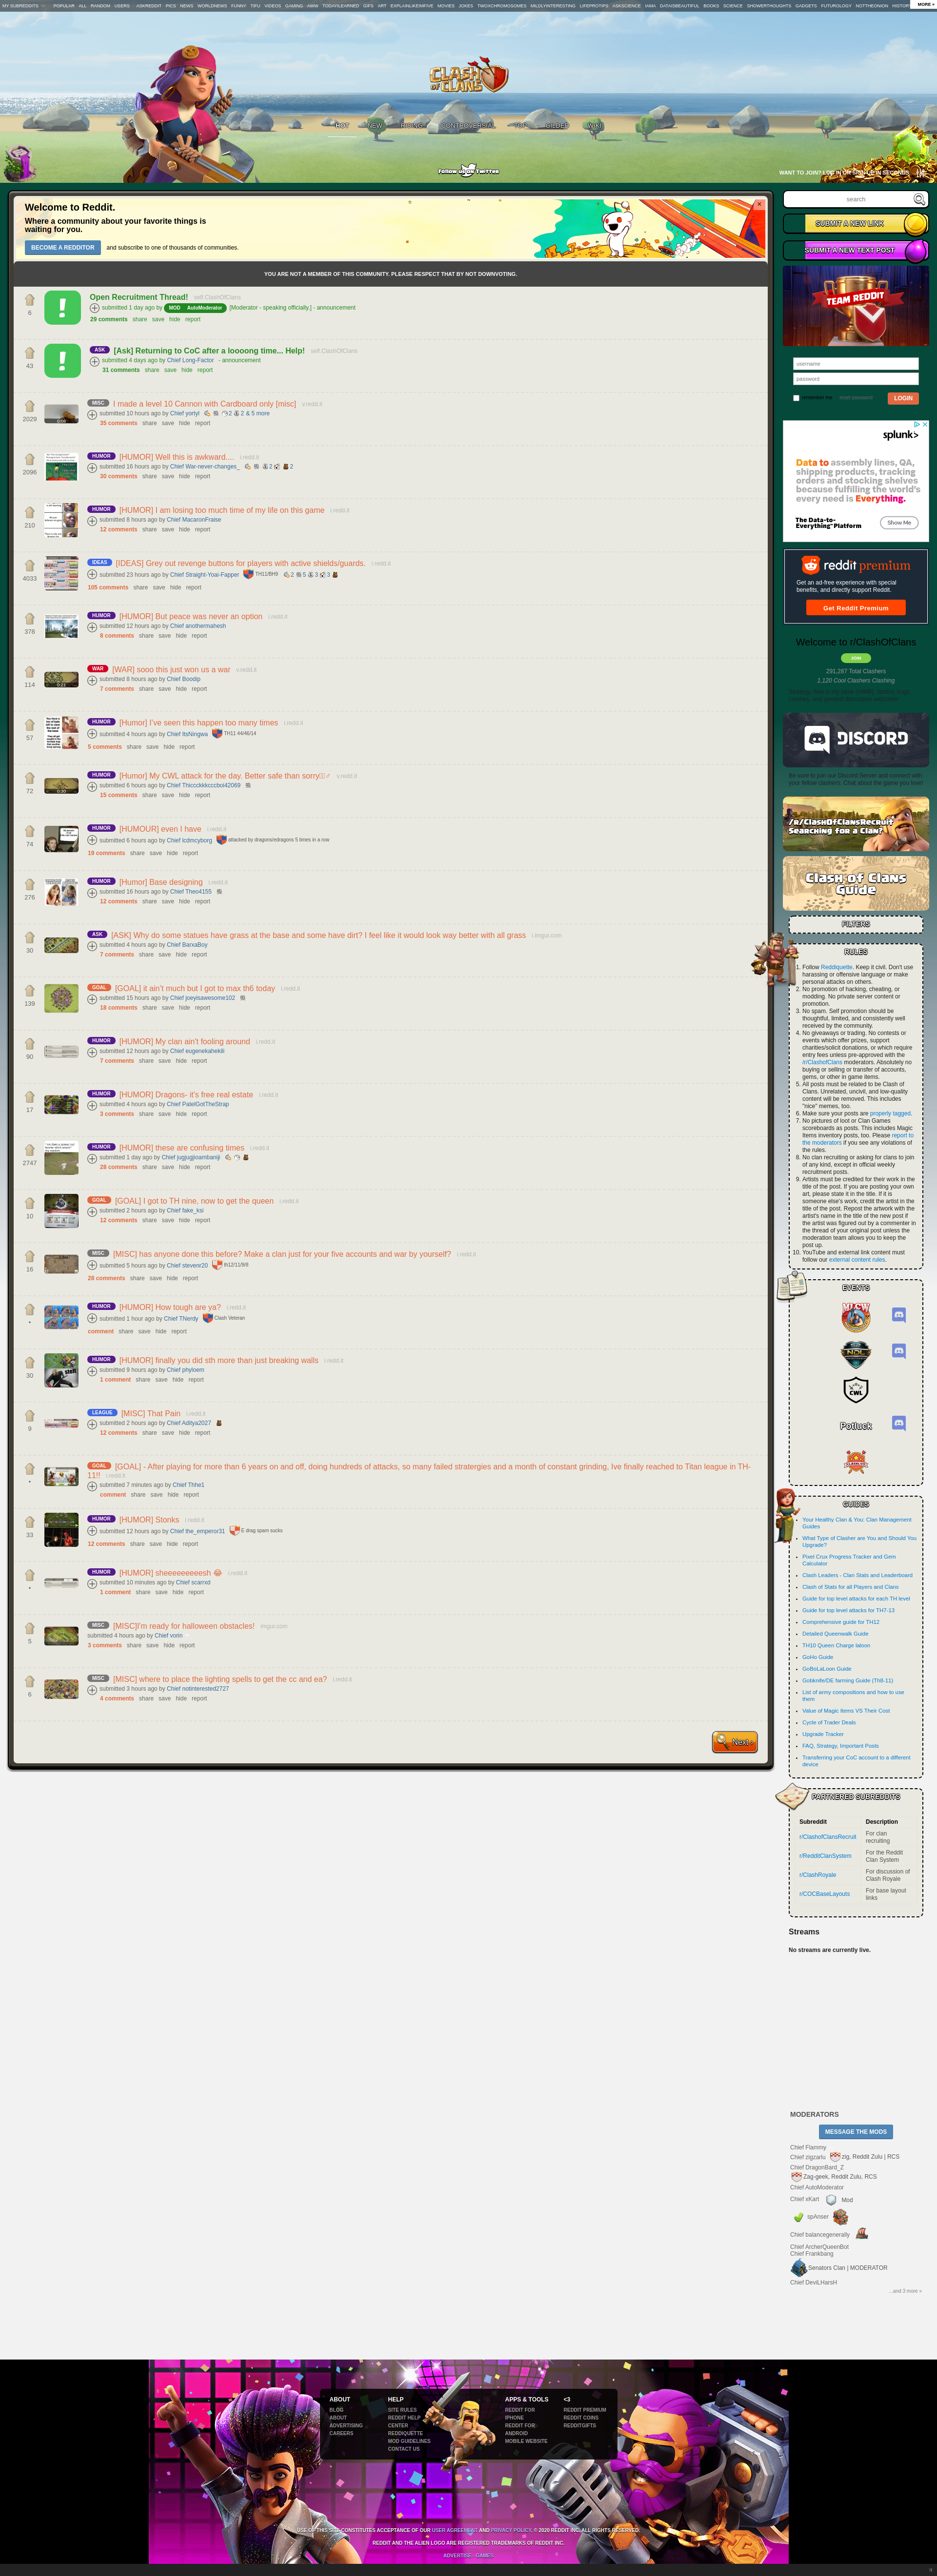 MY SUBREDDITS
POPULAR ALL RANDOM USERS ASKREDDIT PICS NEWS WORLDNEWS FUNNY TIFU VIDEOS GAMING AWW TODAYILEARNED GIFS ART EXPLAINLIKEIMFIVE MOVIES JOKES TWOXCHROMOSOMES MILDLYINTERESTING LIFEPROTIPS ASKSCIENCE IAMA DATAISBEAUTIFUL BOOKS SCIENCE SHOWERTHOUGHTS GADGETS FUTUROLOGY NOTTHEONION HISTORY
MORE »
CLASH OF CLANS
HOT NEW RISING CONTROVERSIAL TOP GILDED WIKI
Follow us on Twitter
Welcome to Reddit.
Where a community about your favorite things is
waiting for you.
BECOME A REDDITOR and subscribe to one of thousands of communities.
YOU ARE NOT A MEMBER OF THIS COMMUNITY. PLEASE RESPECT THAT BY NOT DOWNVOTING.
6
Open Recruitment Thread! self.ClashOfClans
submitted 1 day ago by MOD AutoModerator [Moderator - speaking officially.] - announcement
29 comments share save hide report
43
ASK [Ask] Returning to CoC after a loooong time... Help! self.ClashOfClans
submitted 4 days ago by Chief Long-Factor - announcement
31 comments share save hide report
2029
MISC I made a level 10 Cannon with Cardboard only [misc] v.redd.it
submitted 10 hours ago by Chief yortyl 2 2 & 5 more
35 comments share save hide report
2096
HUMOR [HUMOR] Well this is awkward.... i.redd.it
submitted 16 hours ago by Chief War-never-changes_ 2 2
30 comments share save hide report
210
HUMOR [HUMOR] I am losing too much time of my life on this game i.redd.it
submitted 8 hours ago by Chief MacaronFraise
12 comments share save hide report
4033
IDEAS [IDEAS] Grey out revenge buttons for players with active shields/guards. i.redd.it
submitted 23 hours ago by Chief Straight-Yoai-Fapper TH11/BH9 2 5 3 3
105 comments share save hide report
378
HUMOR [HUMOR] But peace was never an option i.redd.it
submitted 12 hours ago by Chief anothermahesh
8 comments share save hide report
114
WAR [WAR] sooo this just won us a war v.redd.it
submitted 8 hours ago by Chief Boodip
7 comments share save hide report
57
HUMOR [Humor] I've seen this happen too many times i.redd.it
submitted 4 hours ago by Chief ItsNingwa TH11 44/46/14
5 comments share save hide report
72
HUMOR [Humor] My CWL attack for the day. Better safe than sorry v.redd.it
submitted 6 hours ago by Chief Thiccckkkcccboi42069
15 comments share save hide report
74
HUMOR [HUMOUR] even I have i.redd.it
submitted 6 hours ago by Chief lcdmcyborg attacked by dragons/edragons 5 times in a row
19 comments share save hide report
276
HUMOR [Humor] Base designing i.redd.it
submitted 16 hours ago by Chief Theo4155
12 comments share save hide report
30
ASK [ASK] Why do some statues have grass at the base and some have dirt? I feel like it would look way better with all grass i.imgur.com
submitted 4 hours ago by Chief BarxaBoy
7 comments share save hide report
139
GOAL [GOAL] it ain't much but I got to max th6 today i.redd.it
submitted 15 hours ago by Chief joeyisawesome102
18 comments share save hide report
90
HUMOR [HUMOR] My clan ain't fooling around i.redd.it
submitted 12 hours ago by Chief eugenekahekili
7 comments share save hide report
17
HUMOR [HUMOR] Dragons- it's free real estate i.redd.it
submitted 4 hours ago by Chief PatelGotTheStrap
3 comments share save hide report
2747
HUMOR [HUMOR] these are confusing times i.redd.it
submitted 1 day ago by Chief jugjugjioambaniji
28 comments share save hide report
10
GOAL [GOAL] I got to TH nine, now to get the queen i.redd.it
submitted 2 hours ago by Chief fake_ksi
12 comments share save hide report
16
MISC [MISC] has anyone done this before? Make a clan just for your five accounts and war by yourself? i.redd.it
submitted 5 hours ago by Chief stevenr20 th12/11/9/8
28 comments share save hide report
•
HUMOR [HUMOR] How tough are ya? i.redd.it
submitted 1 hour ago by Chief TNerdy Clash Veteran
comment share save hide report
30
HUMOR [HUMOR] finally you did sth more than just breaking walls i.redd.it
submitted 9 hours ago by Chief phyloem
1 comment share save hide report
9
LEAGUE [MISC] That Pain i.redd.it
submitted 2 hours ago by Chief Aditya2027
12 comments share save hide report
•
GOAL [GOAL] - After playing for more than 6 years on and off, doing hundreds of attacks, so many failed stratergies and a month of constant grinding, Ive finally reached to Titan league in TH-
11!! i.redd.it
submitted 7 minutes ago by Chief Thhe1
comment share save hide report
33
HUMOR [HUMOR] Stonks i.redd.it
submitted 12 hours ago by Chief the_emperor31 E drag spam sucks
12 comments share save hide report
•
HUMOR [HUMOR] sheeeeeeeeesh 😂 i.redd.it
submitted 10 minutes ago by Chief scarred
1 comment share save hide report
5
MISC [MISC]I'm ready for halloween obstacles! imgur.com
submitted 4 hours ago by Chief vorin
3 comments share save hide report
6
MISC [MISC] where to place the lighting spells to get the cc and ea? i.redd.it
submitted 3 hours ago by Chief notinterested2727
4 comments share save hide report
Next ›
WANT TO JOIN? LOG IN OR SIGN UP IN SECONDS.
search
SUBMIT A NEW LINK
SUBMIT A NEW TEXT POST
TEAM REDDIT
username
password
remember me reset password LOGIN
splunk>
Data to
assembly lines, QA,
shipping products,
tracking orders and
stocking shelves
because fulfilling the
world's every need
is Everything.
The Data-to-
Everything™ Platform
Show Me
reddit premium
Get an ad-free experience with special
benefits, and directly support Reddit.
Get Reddit Premium
Welcome to r/ClashOfClans
JOIN
291,287 Total Clashers
1,120 Cool Clashers Clashing
DISCORD
Be sure to join our Discord Server and connect with
your fellow clashers. Chat about the game you love!
/r/ClashOfClansRecruit
Searching for a Clan?
Clash of Clans
Guide
FILTERS
RULES
1. Follow Reddiquette. Keep it civil. Don't use
harassing or offensive language or make
personal attacks on others.
2. No promotion of hacking, cheating, or
modding. No private server content or
promotion.
3. No spam. Self promotion should be
thoughtful, limited, and consistently well
received by the community.
4. No giveaways or trading. No contests or
events which offer prizes, support
charities/solicit donations, or which require
entry fees unless pre-approved with the
/r/ClashofClans moderators. Absolutely no
buying or selling or transfer of accounts,
gems, or other in game items.
5. All posts must be related to be Clash of
Clans. Unrelated, uncivil, and low-quality
content will be removed. This includes
"nice" memes, too.
6. Make sure your posts are properly tagged.
7. No pictures of loot or Clan Games
scoreboards as posts. This includes Magic
Items inventory posts, too. Please report to
the moderators if you see any violations of
the rules.
8. No clan recruiting or asking for clans to join
of any kind, except in official weekly
recruitment posts.
9. Artists must be credited for their work in the
title of the post. If you are posting your own
art, please state it in the title. If it is
someone else's work, credit the artist in the
title of the post. Repost the artwork with the
artist's name in the title of the new post if
the artist was figured out by a commenter in
the thread of your original post unless the
moderation team allows you to keep the
post up.
10. YouTube and external link content must
follow our external content rules.
EVENTS
MLCW
NDL
CWL
Potluck
GUIDES
Your Healthy Clan & You: Clan Management
Guides
What Type of Clasher are You and Should You
Upgrade?
Pixel Crux Progress Tracker and Gem
Calculator
Clash Leaders - Clan Stats and Leaderboard
Clash of Stats for all Players and Clans
Guide for top level attacks for each TH level
Guide for top level attacks for TH7-13
Comprehensive guide for TH12
Detailed Queenwalk Guide
TH10 Queen Charge laloon
GoHo Guide
GoBoLaLoon Guide
Gobknife/DE farming Guide (Th8-11)
List of army compositions and how to use
them
Value of Magic Items VS Their Cost
Cycle of Trader Deals
Upgrade Tracker
FAQ, Strategy, Important Posts
Transferring your CoC account to a different
device
PARTNERED SUBREDDITS
Subreddit Description
r/ClashofClansRecruit For clan
recruiting
r/RedditClanSystem For the Reddit
Clan System
r/ClashRoyale For discussion of
Clash Royale
r/COCBaseLayouts For base layout
links
Streams
No streams are currently live.
MODERATORS
MESSAGE THE MODS
Chief Flammy
Chief zigzartu zig, Reddit Zulu | RCS
Chief DragonBard_Z
Zag-geek, Reddit Zulu, RCS
Chief AutoModerator
Chief xKart Mod
spAnser
Chief balancegenerally
Chief ArcherQueenBot
Chief Frankbang
Senators Clan | MODERATOR
Chief DeviLHarsH
...and 3 more »
ABOUT
BLOG
ABOUT
ADVERTISING
CAREERS
HELP
SITE RULES
REDDIT HELP
CENTER
REDDIQUETTE
MOD GUIDELINES
CONTACT US
APPS & TOOLS
REDDIT FOR
IPHONE
REDDIT FOR
ANDROID
MOBILE WEBSITE
<3
REDDIT PREMIUM
REDDIT COINS
REDDITGIFTS
USE OF THIS SITE CONSTITUTES ACCEPTANCE OF OUR USER AGREEMENT AND PRIVACY POLICY. © 2020 REDDIT INC. ALL RIGHTS RESERVED.
REDDIT AND THE ALIEN LOGO ARE REGISTERED TRADEMARKS OF REDDIT INC.
ADVERTISE - GAMES